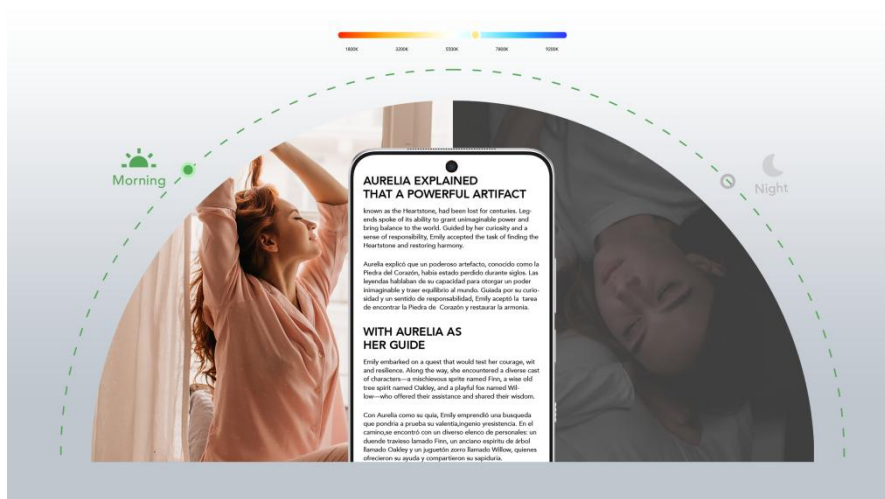 1800K 3200K 5500K 7800K 9200K
Morning
Night
AURELIA EXPLAINED
THAT A POWERFUL ARTIFACT
known as the Heartstone, had been lost for centuries. Leg-
ends spoke of its ability to grant unimaginable power and
bring balance to the world. Guided by her curiosity and a
sense of responsibility, Emily accepted the task of finding the
Heartstone and restoring harmony.
Aurelia explicó que un poderoso artefacto, conocido como la
Piedra del Corazón, había estado perdido durante siglos. Las
leyendas hablaban de su capacidad para otorgar un poder
inimaginable y traer equilibrio al mundo. Guiada por su curio-
sidad y un sentido de responsabilidad, Emily aceptó la tarea
de encontrar la Piedra de Corazón y restaurar la armonia.
WITH AURELIA AS
HER GUIDE
Emily embarked on a quest that would test her courage, wit
and resilience. Along the way, she encountered a diverse cast
of characters—a mischievous sprite named Finn, a wise old
tree spirit named Oakley, and a playful fox named Wil-
low—who offered their assistance and shared their wisdom.
Con Aurelia como su quía, Emily emprendió una busqueda
que pondria a prueba su valentía,ingenio yresistencia. En el
camino,se encontró con un diverso elenco de personales: un
duende travieso lamado Finn, un anciano espiritu de árbol
llamado Oakley y un juguetón zorro llamado Willow, quienes
ofrecieron su ayuda y compartieron su sapiduria.